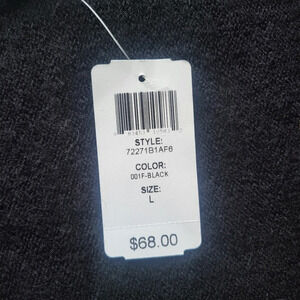 STYLE:
72271B1AF6
COLOR:
001F-BLACK
SIZE:
L
$68.00